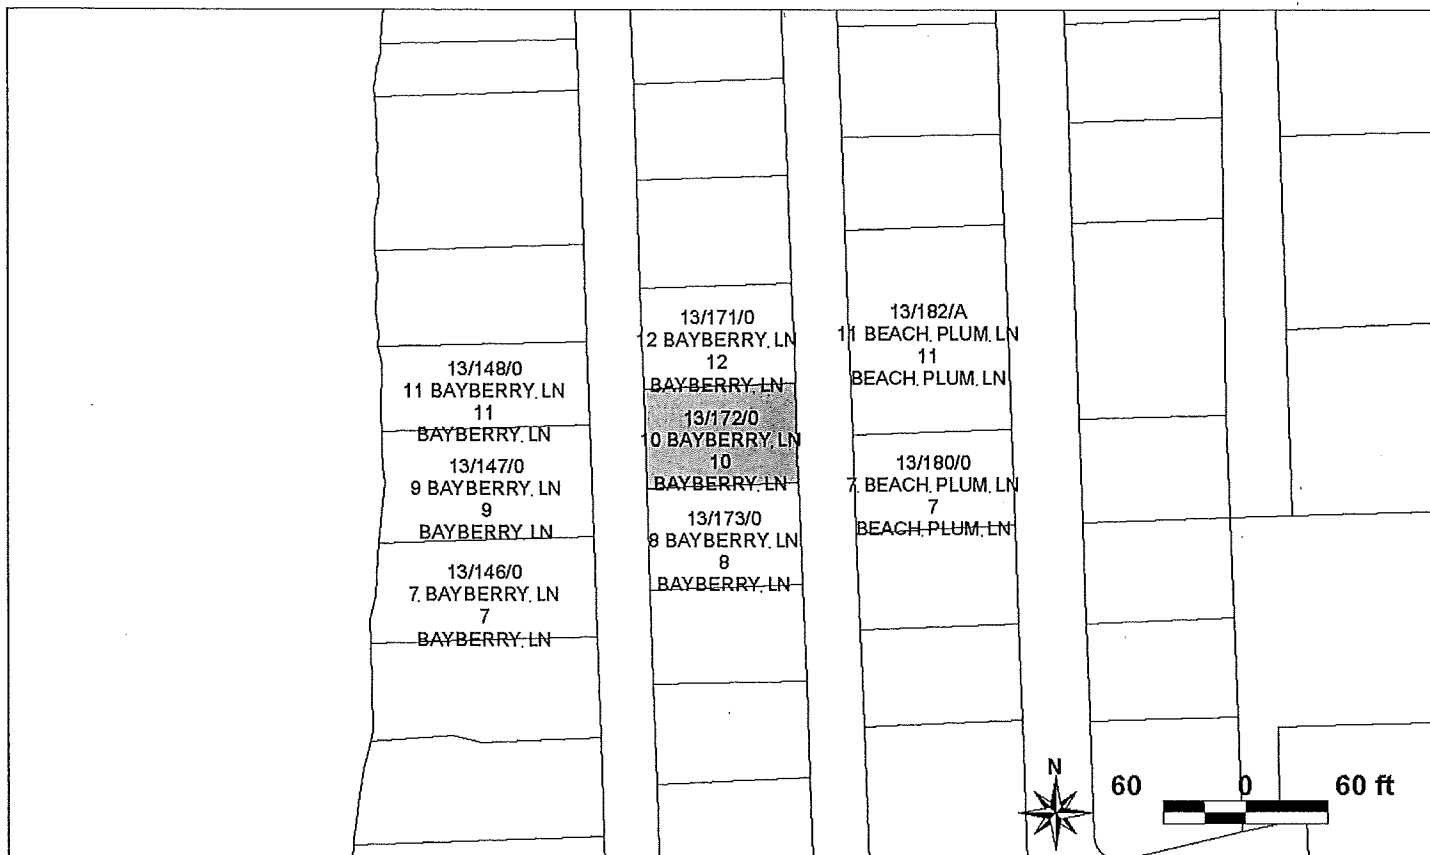 13/148/0
11 BAYBERRY, LN
11
BAYBERRY, LN
13/147/0
9 BAYBERRY, LN
9
BAYBERRY, LN
13/146/0
7, BAYBERRY, LN
7
BAYBERRY, LN
13/171/0
12 BAYBERRY, LN
12
BAYBERRY, LN
13/172/0
10 BAYBERRY, LN
10
BAYBERRY, LN
13/173/0
8 BAYBERRY, LN
8
BAYBERRY, LN
13/182/A
11 BEACH, PLUM, LN
11
BEACH, PLUM, LN
13/180/0
7, BEACH, PLUM, LN
7
BEACH, PLUM, LN
N
60 0 60 ft